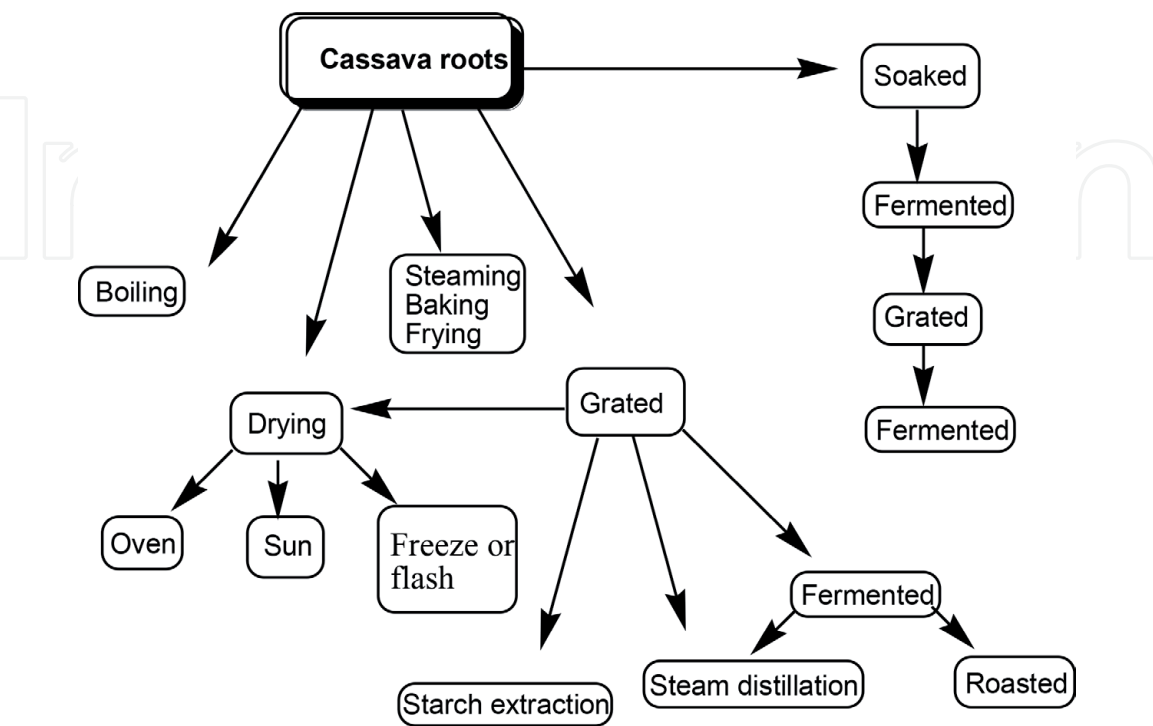 Cassava roots
Soaked
Fermented
Boiling
Steaming
Baking
Frying
Grated
Grated
Drying
Fermented
Oven
Sun
Freeze or
flash
Fermented
Steam distillation
Roasted
Starch extraction